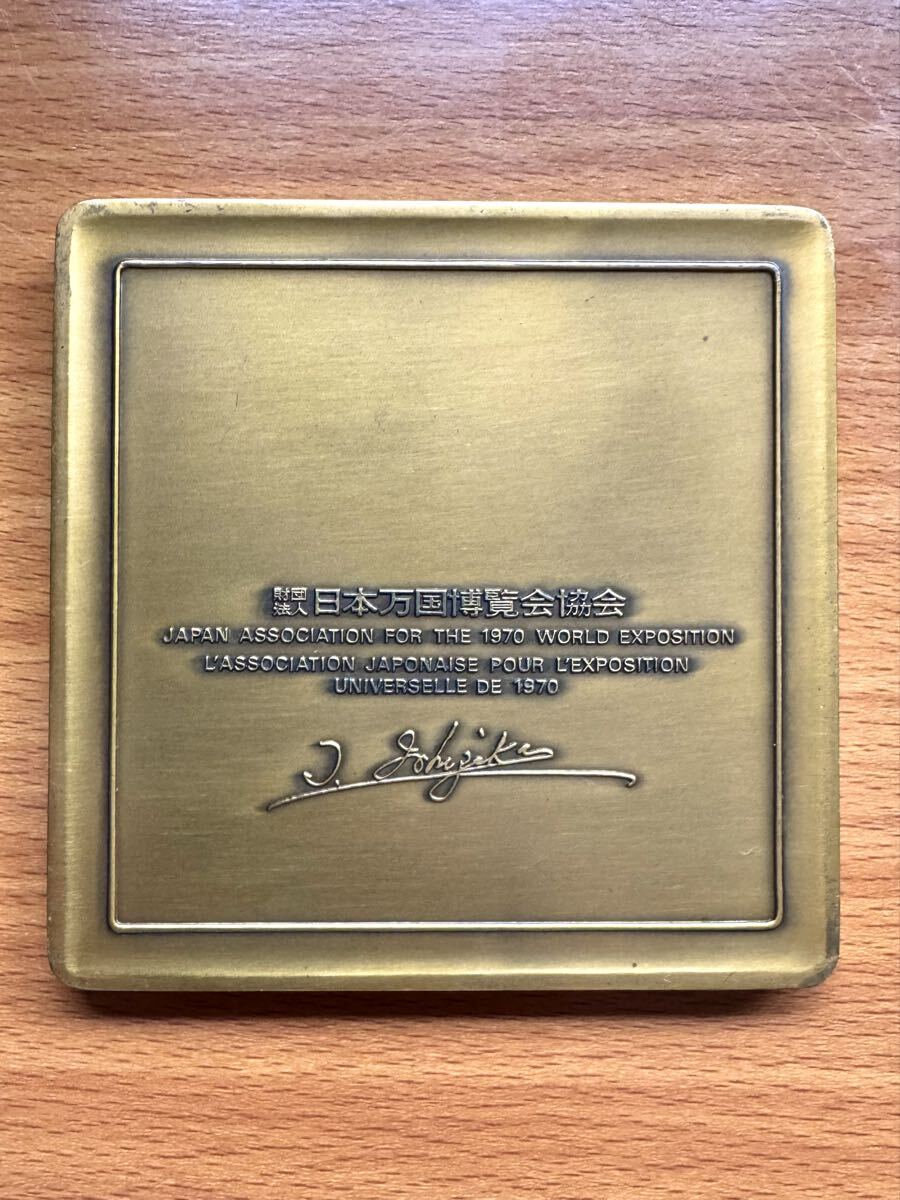 財団法人 日本万国博覧会協会
JAPAN ASSOCIATION FOR THE 1970 WORLD EXPOSITION
L'ASSOCIATION JAPONAISE POUR L'EXPOSITION
UNIVERSELLE DE 1970
T. Ishizaka